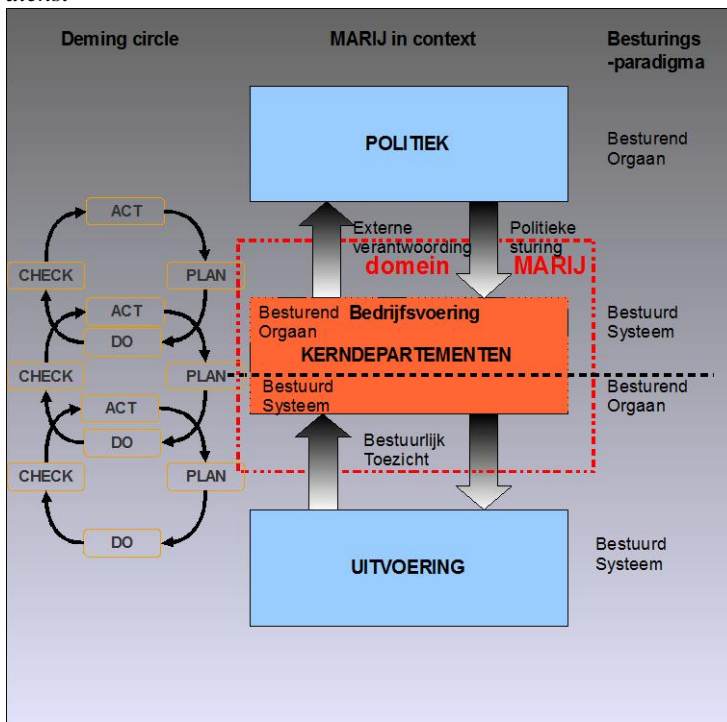 dienst
Deming circle
MARIJ in context
Besturings
-paradigma
POLITIEK
Besturend
Orgaan
ACT
Externe
verantwoording
Politieke
sturing
CHECK
PLAN
domein
MARIJ
ACT
DO
Besturend
Orgaan
Bedrijfsvoering
Bestuurd
Systeem
KERNDEPARTEMENTEN
CHECK
PLAN
Bestuurd
Systeem
Besturend
Orgaan
ACT
DO
Bestuurlijk
Toezicht
CHECK
PLAN
DO
UITVOERING
Bestuurd
Systeem